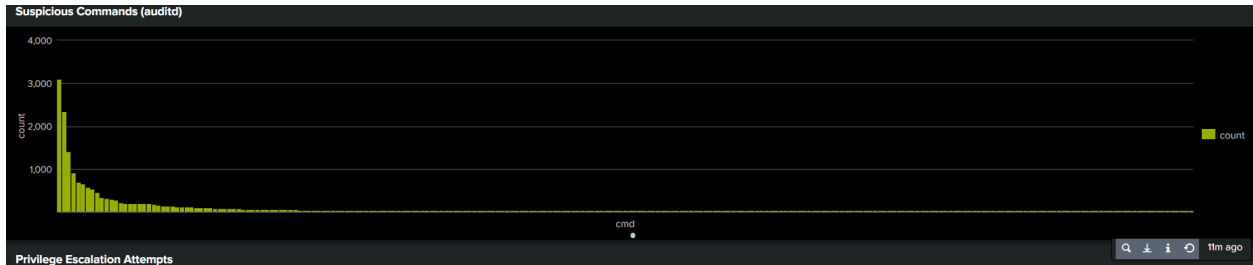 Suspicious Commands (auditd)
4,000
3,000
2,000
1,000
count
cmd
count
11m ago
Privilege Escalation Attempts